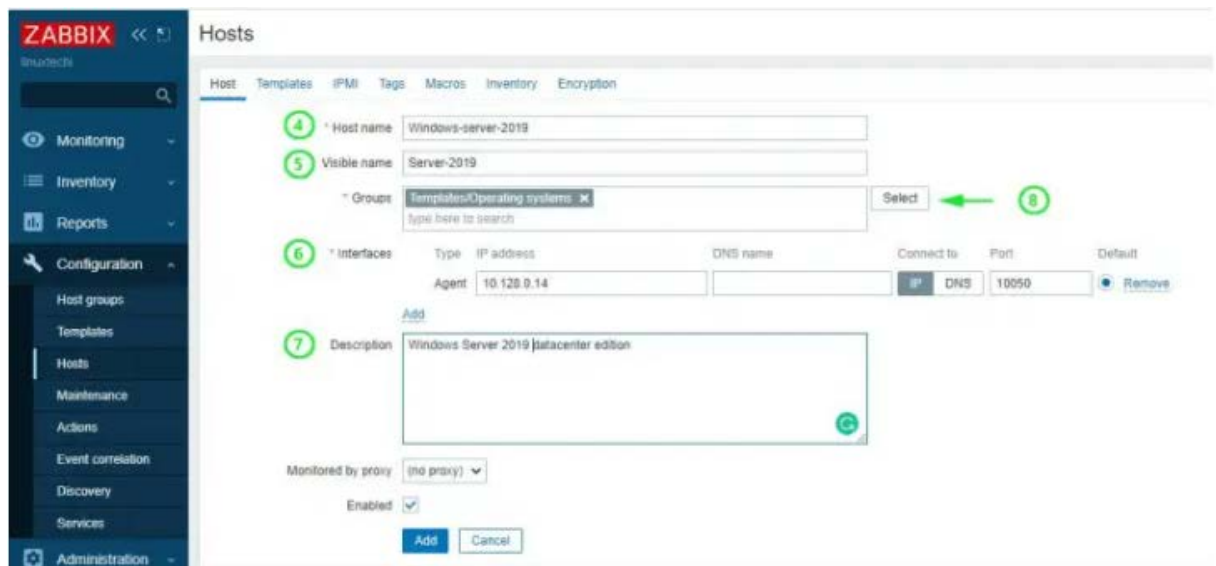 ZABBIX
linuxtechi
Monitoring
Inventory
Reports
Configuration
Host groups
Templates
Hosts
Maintenance
Actions
Event correlation
Discovery
Services
Administration
Hosts
Host Templates IPMI Tags Macros Inventory Encryption
4 * Host name Windows-server-2019
5 Visible name Server-2019
* Groups Templates/Operating systems × Select 8
type here to search
6 * Interfaces Type IP address DNS name Connect to Port Default
Agent 10.128.0.14 IP DNS 10050 Remove
Add
7 Description Windows Server 2019 datacenter edition
Monitored by proxy (no proxy)
Enabled
Add Cancel